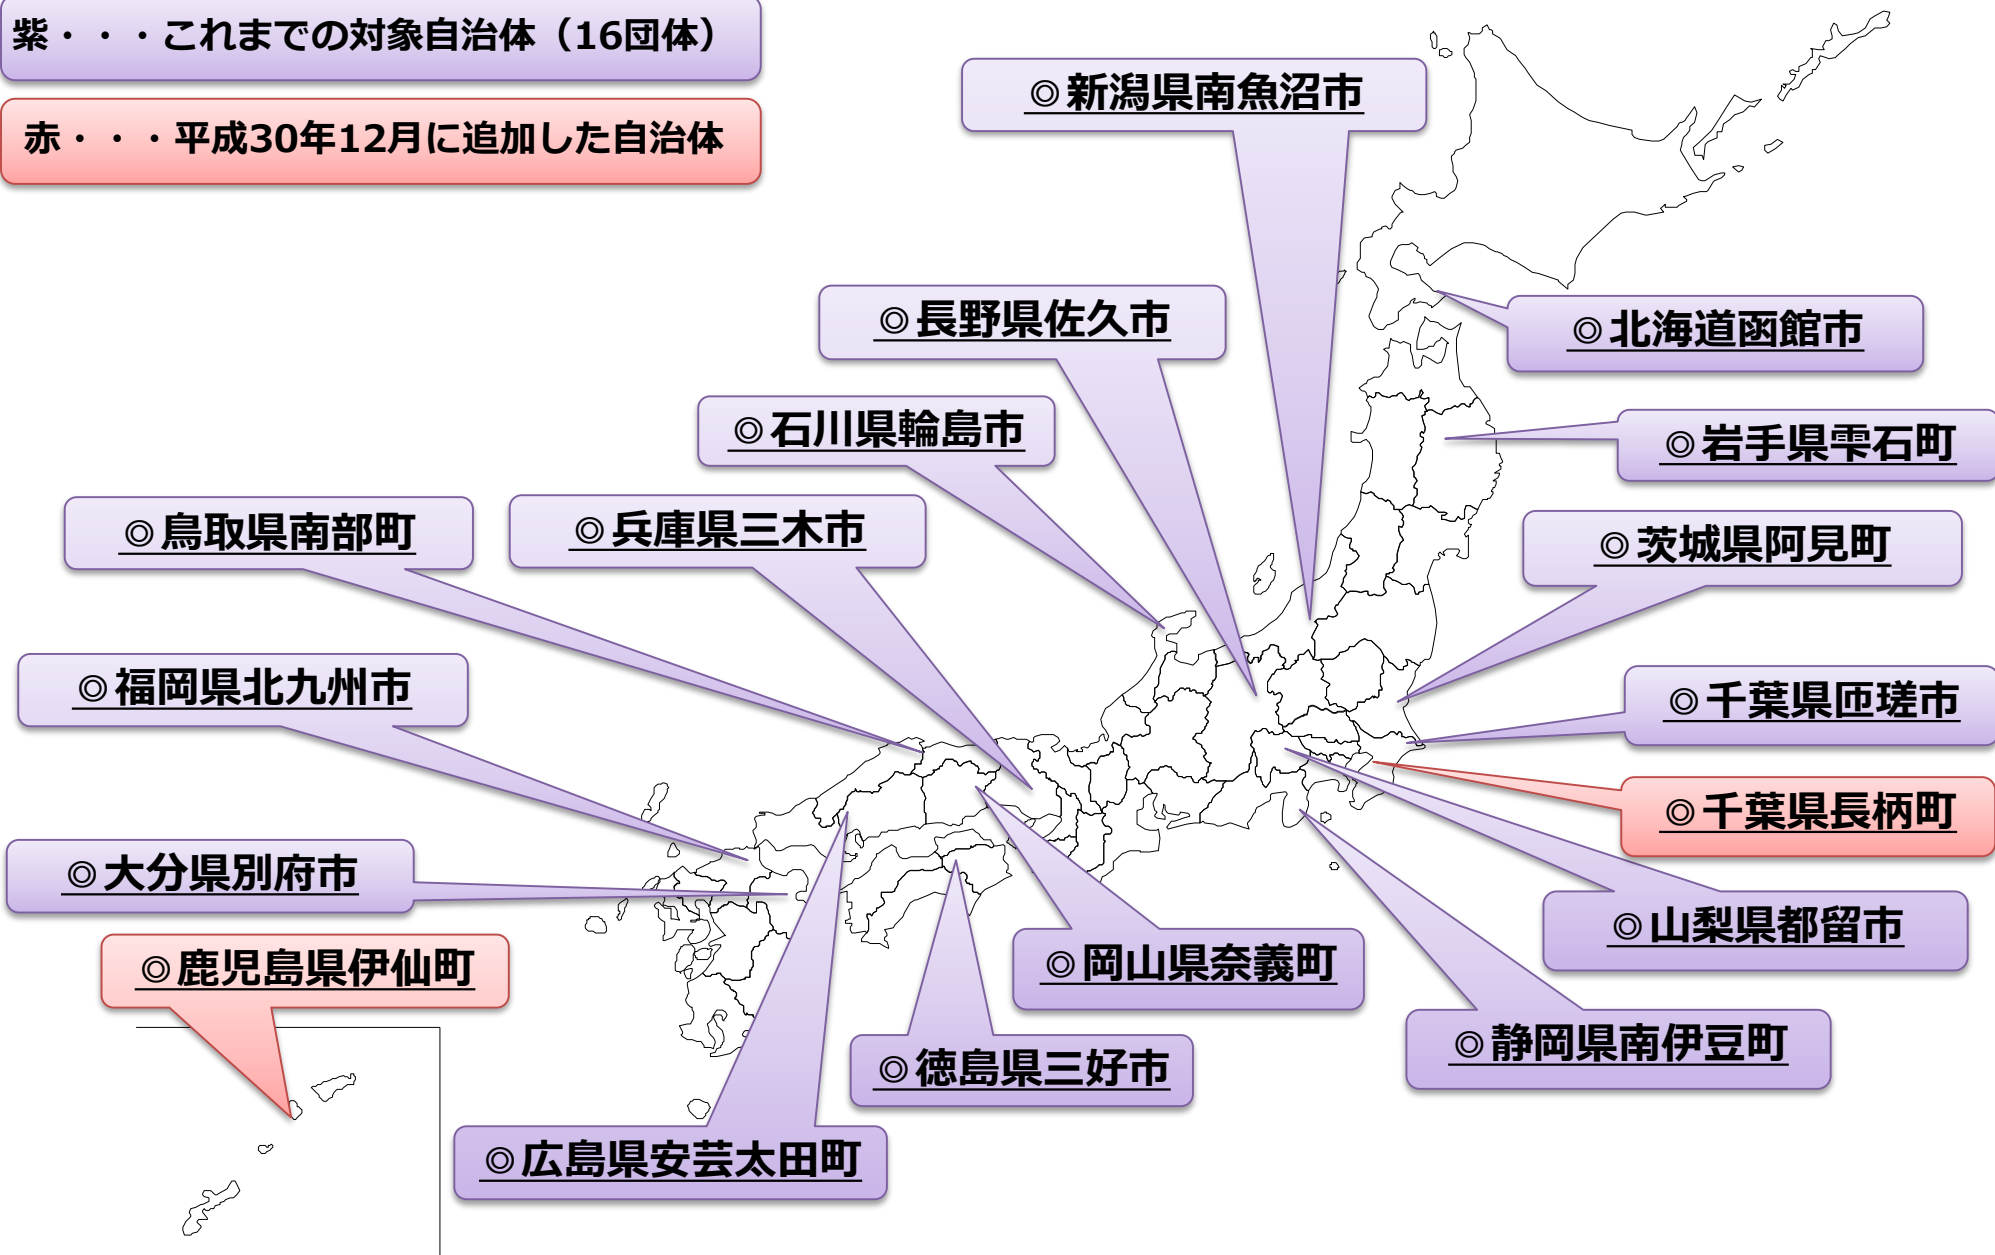 紫・・・これまでの対象自治体（16団体）
赤・・・平成30年12月に追加した自治体
◎新潟県南魚沼市
◎長野県佐久市
◎北海道函館市
◎石川県輪島市
◎岩手県雫石町
◎鳥取県南部町
◎兵庫県三木市
◎茨城県阿見町
◎福岡県北九州市
◎千葉県匝瑳市
◎千葉県長柄町
◎大分県別府市
◎山梨県都留市
◎鹿児島県伊仙町
◎岡山県奈義町
◎静岡県南伊豆町
◎徳島県三好市
◎広島県安芸太田町